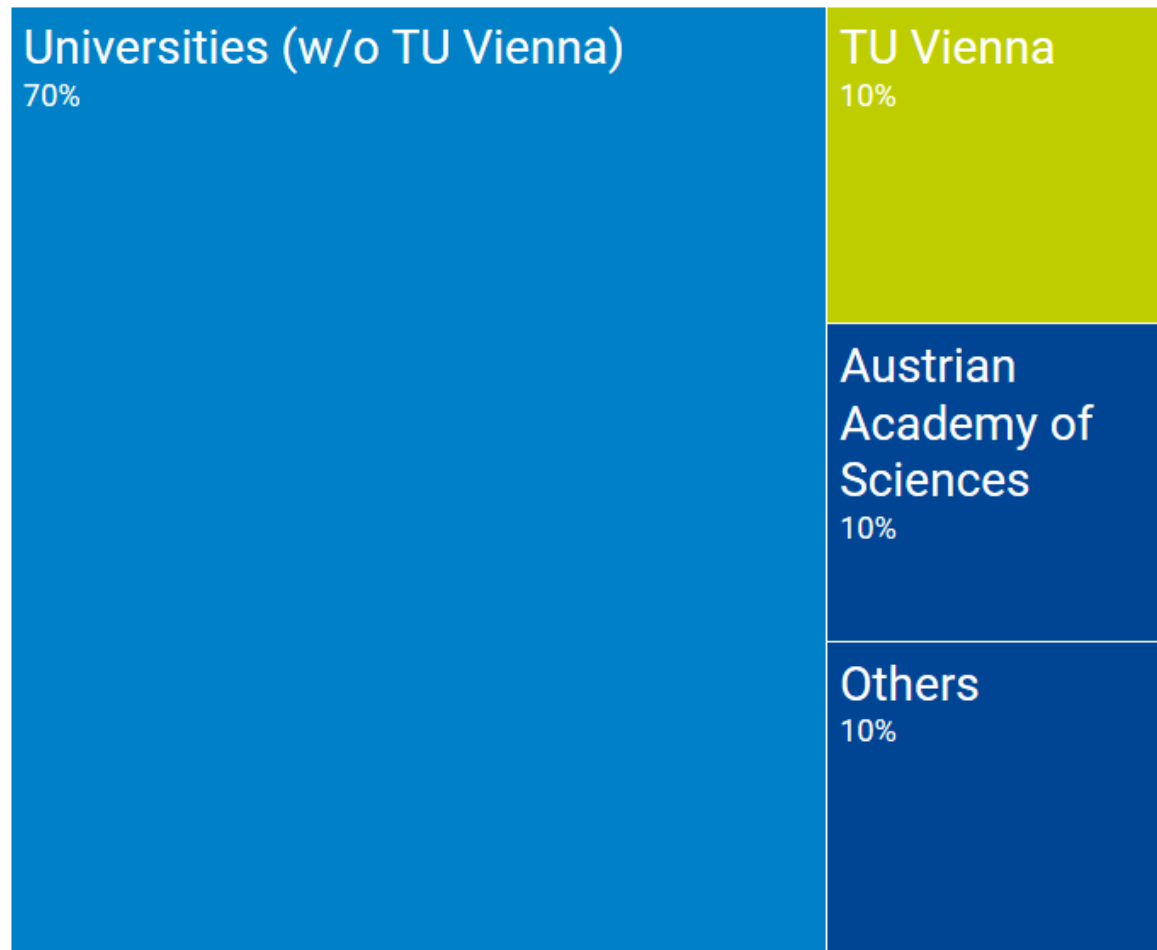 Universities (w/o TU Vienna)
70%
TU Vienna
10%
Austrian
Academy of
Sciences
10%
Others
10%